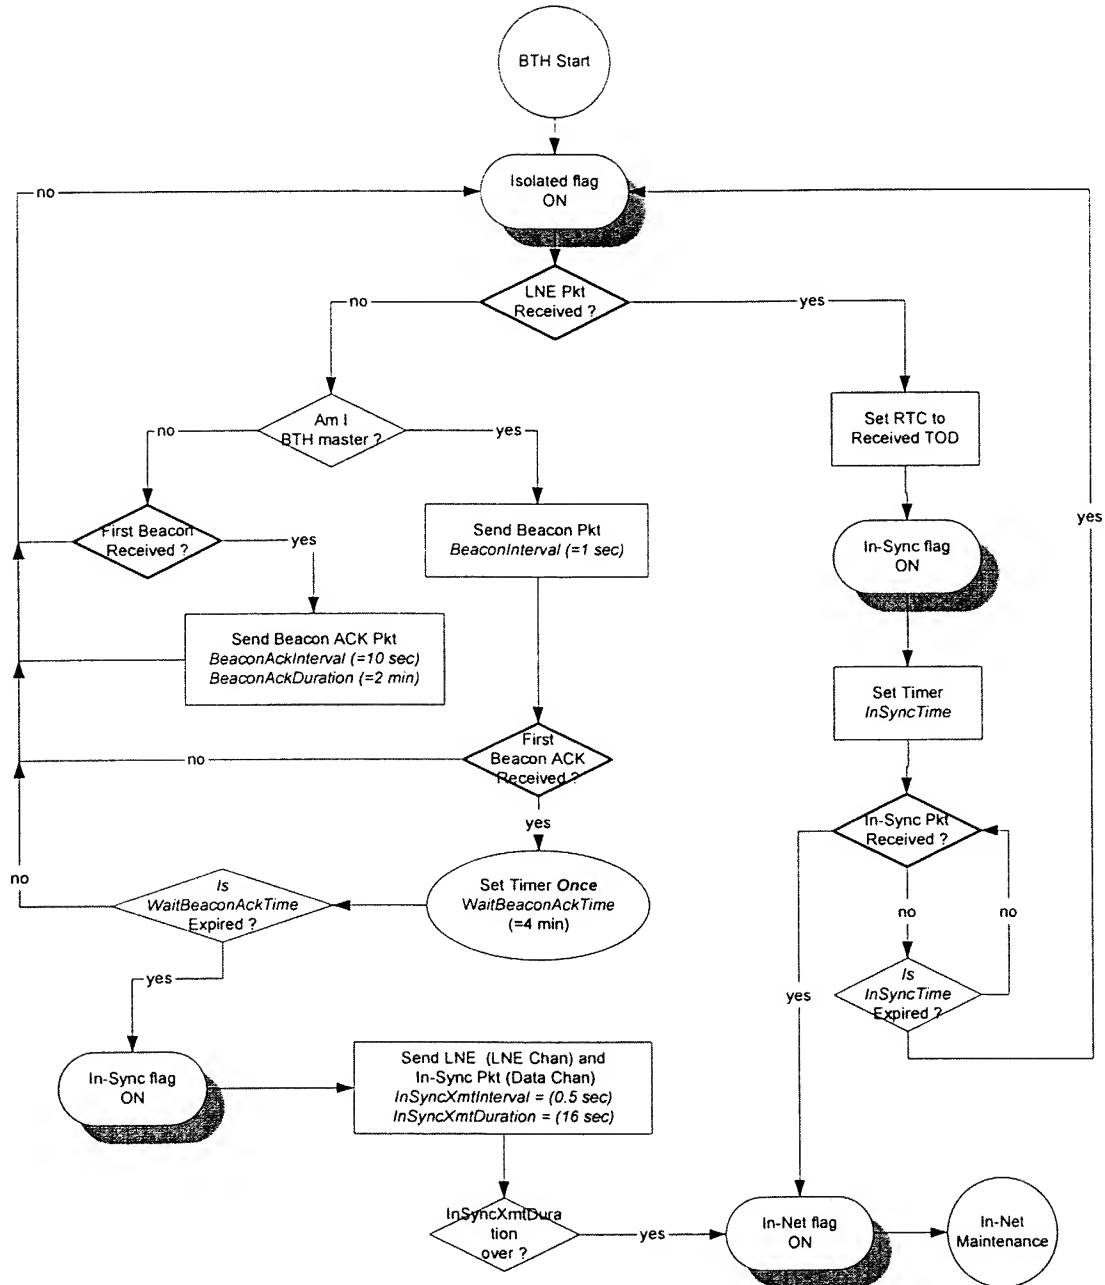 BTH Start
Isolated flag
ON
no
LNE Pkt
Received ?
no
yes
Am I
BTH master ?
no
yes
Set RTC to
Received TOD
yes
First Beacon
Received ?
yes
Send Beacon Pkt
BeaconInterval (=1 sec)
In-Sync flag
ON
Send Beacon ACK Pkt
BeaconAckInterval (=10 sec)
BeaconAckDuration (=2 min)
Set Timer
InSyncTime
First
Beacon ACK
Received ?
no
yes
In-Sync Pkt
Received ?
no
Is
WaitBeaconAckTime
Expired ?
Set Timer Once
WaitBeaconAckTime
(=4 min)
no
no
yes
yes
Is
InSyncTime
Expired ?
In-Sync flag
ON
Send LNE (LNE Chan) and
In-Sync Pkt (Data Chan)
InSyncXmtInterval = (0.5 sec)
InSyncXmtDuration = (16 sec)
InSyncXmtDura
tion
over ?
yes
In-Net flag
ON
In-Net
Maintenance